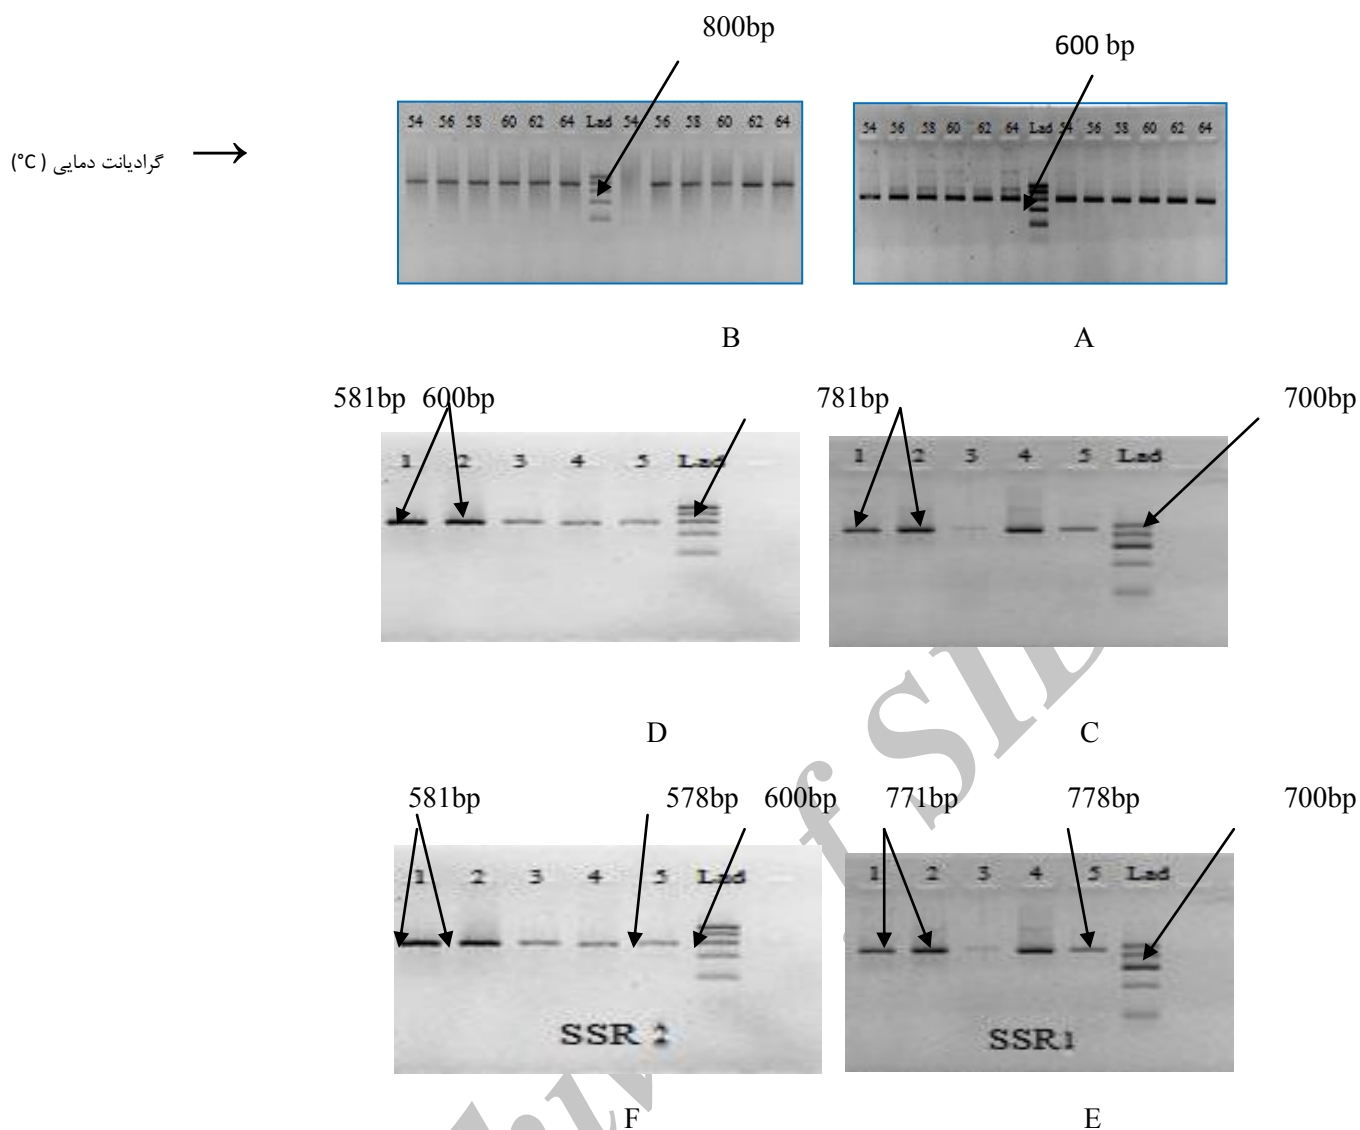 800bp
600 bp
54 56 58 60 62 64 Lad 54 56 58 60 62 64
54 56 58 60 62 64 Lad 54 56 58 60 62 64
گرادیانت دمایی ( °C)
B
A
581bp 600bp
781bp
700bp
1 2 3 4 5 Lad
1 2 3 4 5 Lad
D
C
581bp
578bp
600bp
771bp
778bp
700bp
1 2 3 4 5 Lad
1 2 3 4 5 Lad
SSR 2
SSR1
F
E
of SID